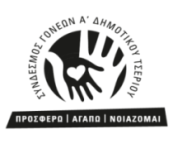 ΣΥΝΔΕΣΜΟΣ ΓΟΝΕΩΝ Α' ΔΗΜΟΤΙΚΟΥ ΤΣΕΡΙΟΥ
ΠΡΟΣΦΕΡΩ | ΑΓΑΠΩ | ΝΟΙΑΖΟΜΑΙ